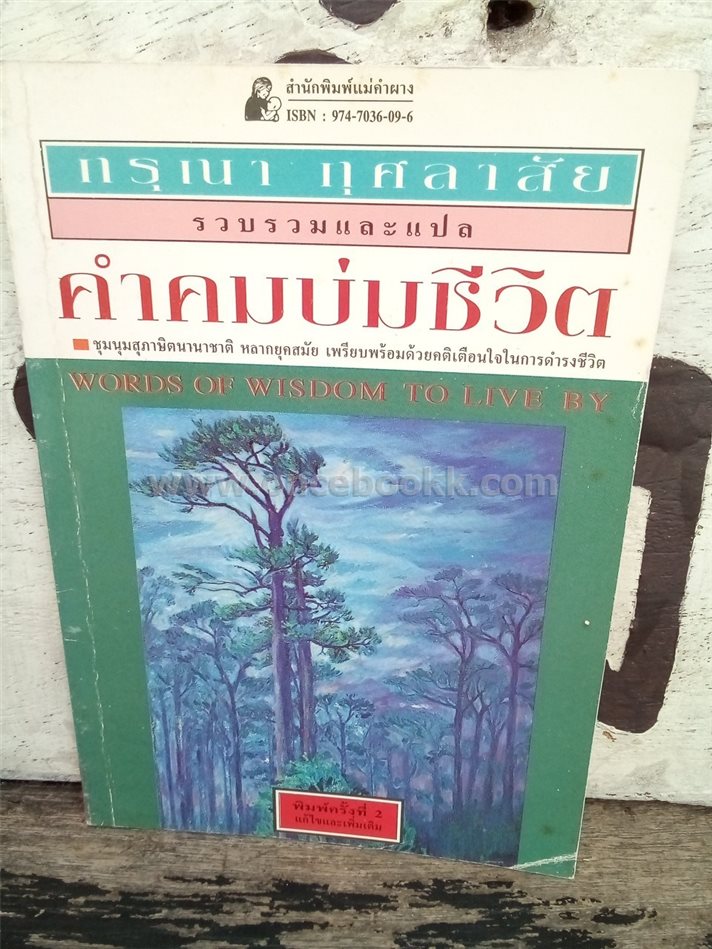 สำนักพิมพ์แม่คำผาง
ISBN : 974-7036-09-6
กรุณา กุศลาสัย
รวบรวมและแปล
คำคมบ่มชีวิต
ชุมนุมสุภาษิตนานาชาติ หลากยุคสมัย เพรียบพร้อมด้วยคติเตือนใจในการดำรงชีวิต
WORDS OF WISDOM TO LIVE BY
พิมพ์ครั้งที่ 2
แก้ไขและเพิ่มเติม